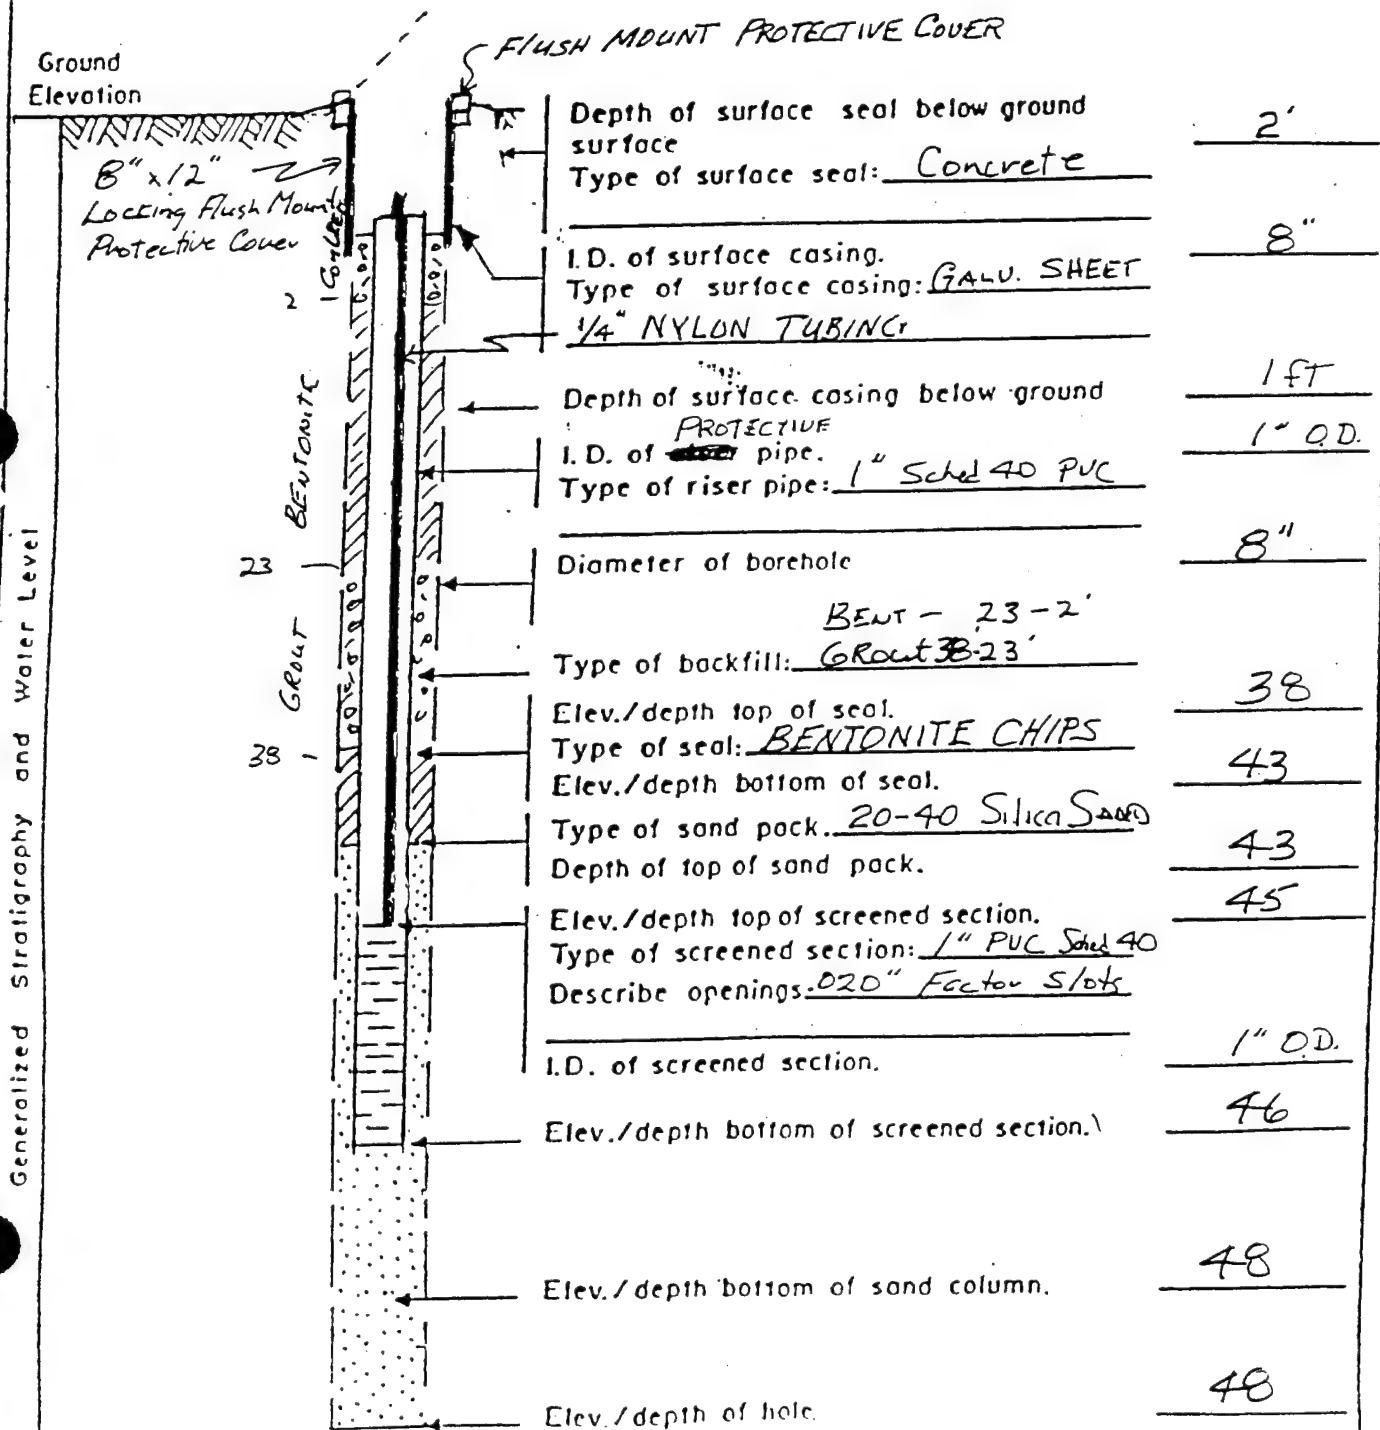 FLUSH MOUNT PROTECTIVE COVER
Ground
Elevation
8" x 12"
Locking Flush Mount
Protective Cover
Depth of surface seal below ground
surface
2'
Type of surface seal: Concrete
I.D. of surface casing.
8"
Type of surface casing: GALV. SHEET
1/4" NYLON TUBING
2
BENTONITE
Depth of surface casing below ground
1 FT
PROTECTIVE
I.D. of pipe.
1" O.D.
Type of riser pipe: 1" Sched 40 PVC
23
Diameter of borehole
8"
GROUT
BENT - 23-2'
Type of backfill: GROUT 38-23'
38
Elev./depth top of seal.
38
Type of seal: BENTONITE CHIPS
Elev./depth bottom of seal.
43
Type of sand pack. 20-40 Silica SAND
Depth of top of sand pack.
43
Elev./depth top of screened section.
45
Type of screened section: 1" PVC Sched 40
Describe openings .020" Factor Slots
I.D. of screened section.
1" O.D.
Elev./depth bottom of screened section.
46
Elev./depth bottom of sand column.
48
Elev./depth of hole.
48
Generalized Stratigraphy and Water Level